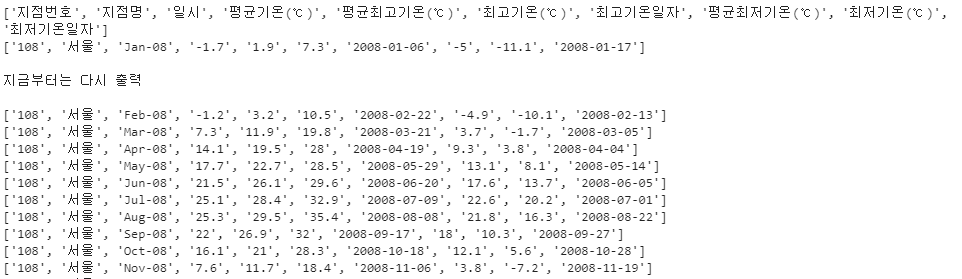 ['지점번호', '지점명', '일시', '평균기온(℃)', '평균최고기온(℃)', '최고기온(℃)', '최고기온일자', '평균최저기온(℃)', '최저기온(℃)',
'최저기온일자']
['108', '서울', 'Jan-08', '-1.7', '1.9', '7.3', '2008-01-06', '-5', '-11.1', '2008-01-17']
지금부터는 다시 출력
['108', '서울', 'Feb-08', '-1.2', '3.2', '10.5', '2008-02-22', '-4.9', '-10.1', '2008-02-13']
['108', '서울', 'Mar-08', '7.3', '11.9', '19.8', '2008-03-21', '3.7', '-1.7', '2008-03-05']
['108', '서울', 'Apr-08', '14.1', '19.5', '28', '2008-04-19', '9.3', '3.8', '2008-04-04']
['108', '서울', 'May-08', '17.7', '22.7', '28.5', '2008-05-29', '13.1', '8.1', '2008-05-14']
['108', '서울', 'Jun-08', '21.5', '26.1', '29.6', '2008-06-20', '17.6', '13.7', '2008-06-05']
['108', '서울', 'Jul-08', '25.1', '28.4', '32.9', '2008-07-09', '22.6', '20.2', '2008-07-01']
['108', '서울', 'Aug-08', '25.3', '29.5', '35.4', '2008-08-08', '21.8', '16.3', '2008-08-22']
['108', '서울', 'Sep-08', '22', '26.9', '32', '2008-09-17', '18', '10.3', '2008-09-27']
['108', '서울', 'Oct-08', '16.1', '21', '28.3', '2008-10-18', '12.1', '5.6', '2008-10-28']
['108', '서울', 'Nov-08', '7.6', '11.7', '18.4', '2008-11-06', '3.8', '-7.2', '2008-11-19']